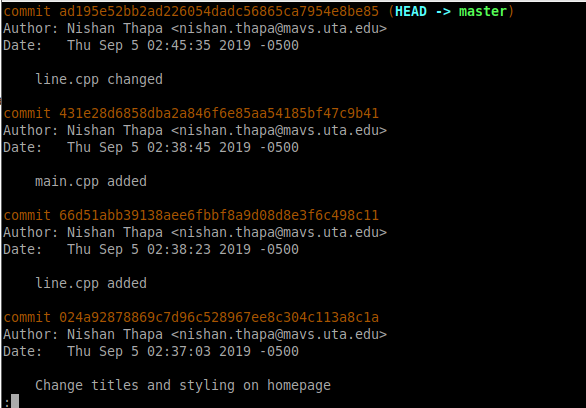 commit ad195e52bb2ad226054dadc56865ca7954e8be85 (HEAD -> master)
Author: Nishan Thapa <nishan.thapa@mavs.uta.edu>
Date:   Thu Sep 5 02:45:35 2019 -0500
    line.cpp changed
commit 431e28d6858dba2a846f6e85aa54185bf47c9b41
Author: Nishan Thapa <nishan.thapa@mavs.uta.edu>
Date:   Thu Sep 5 02:38:45 2019 -0500
    main.cpp added
commit 66d51abb39138aee6fbbf8a9d08d8e3f6c498c11
Author: Nishan Thapa <nishan.thapa@mavs.uta.edu>
Date:   Thu Sep 5 02:38:23 2019 -0500
    line.cpp added
commit 024a92878869c7d96c528967ee8c304c113a8c1a
Author: Nishan Thapa <nishan.thapa@mavs.uta.edu>
Date:   Thu Sep 5 02:37:03 2019 -0500
    Change titles and styling on homepage
: